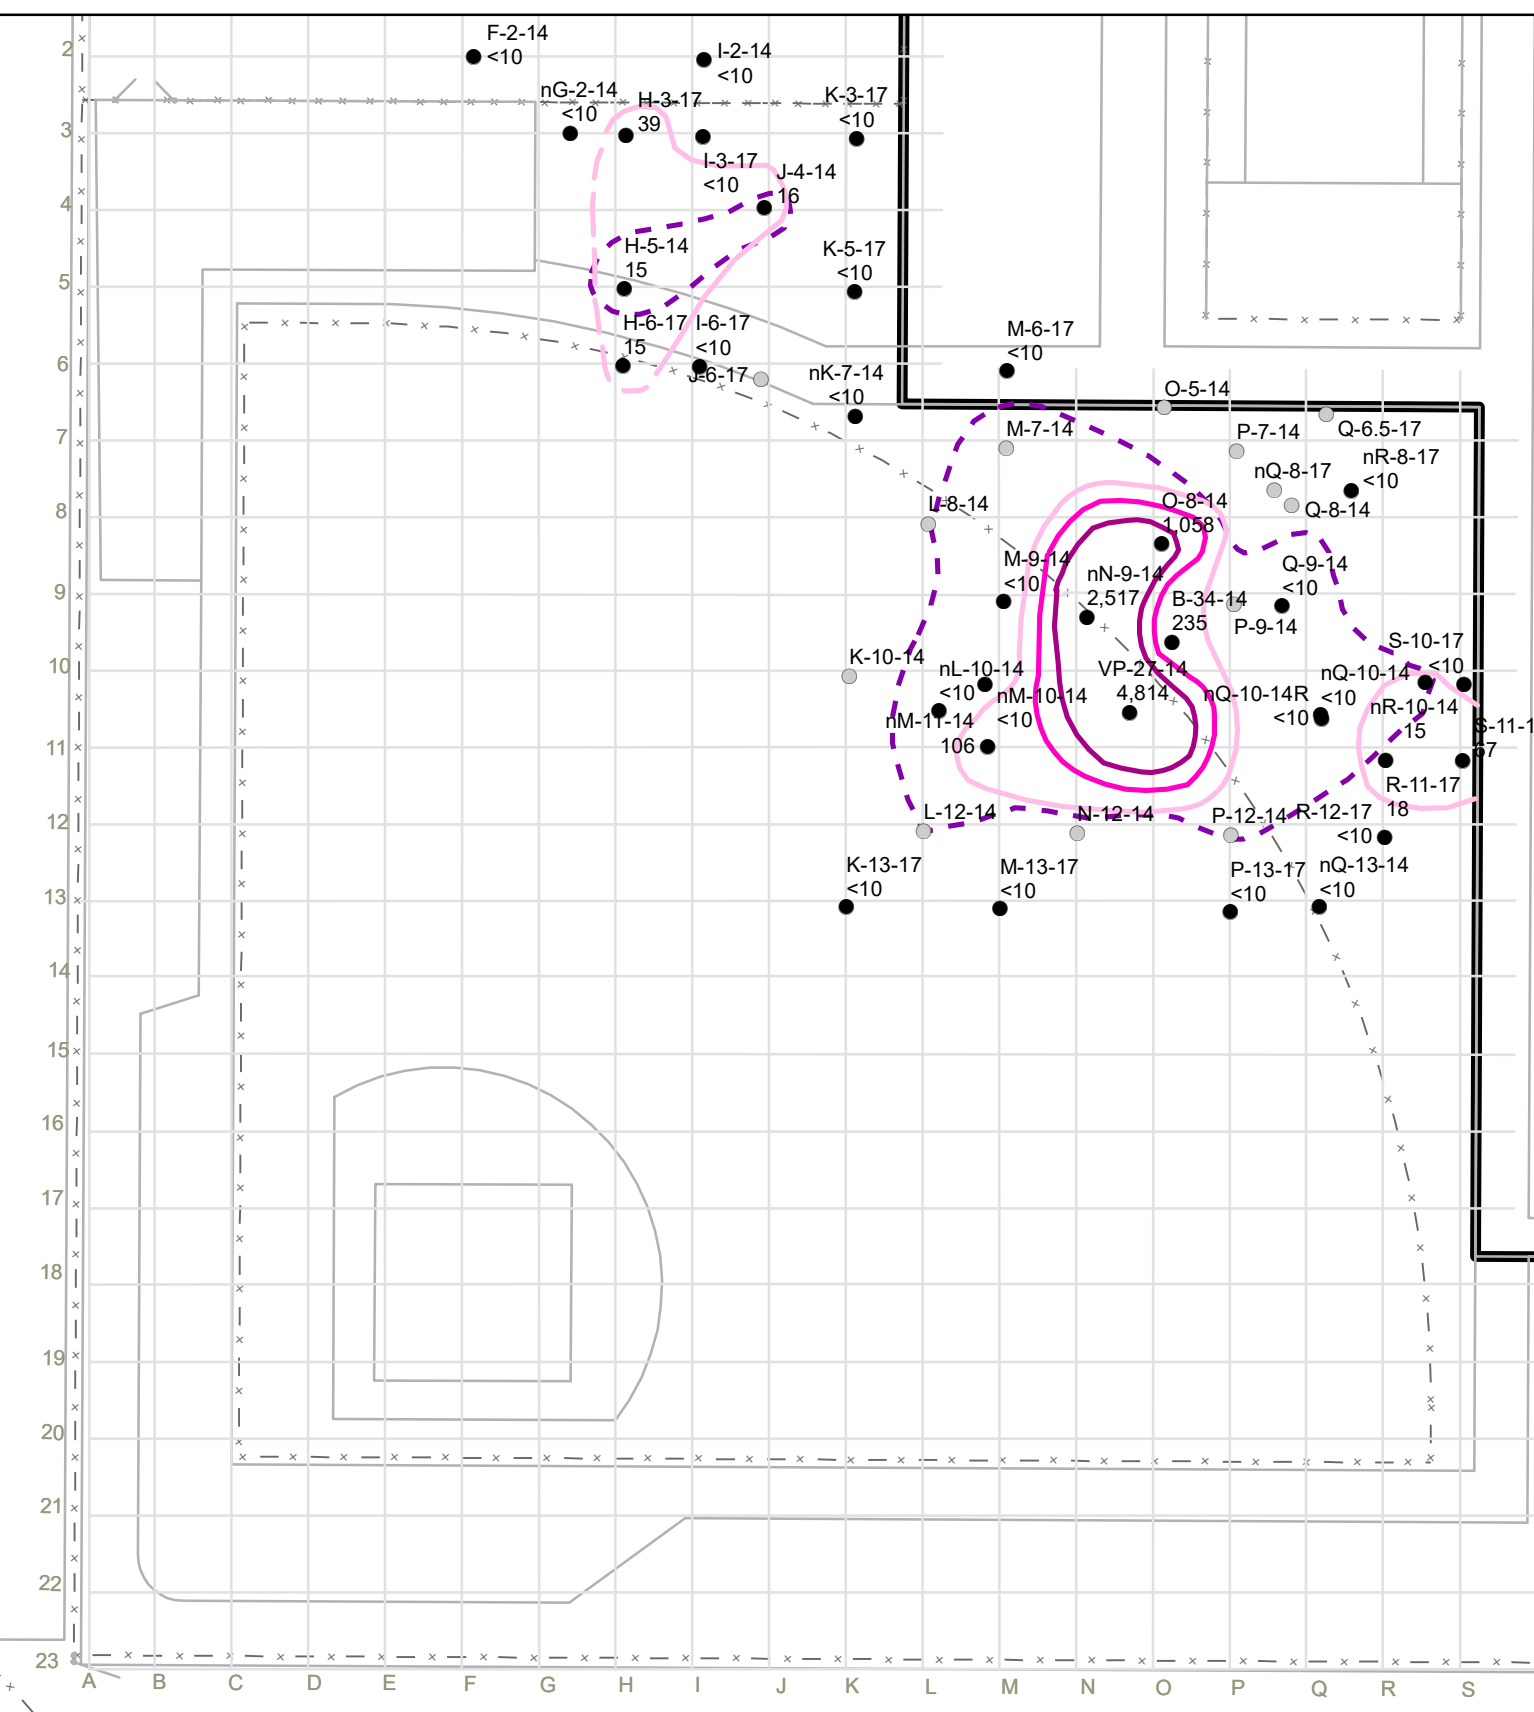 2
F-2-14
<10
I-2-14
<10
nG-2-14
<10
H-3-17
39
K-3-17
<10
3
I-3-17
<10
J-4-14
16
4
H-5-14
15
K-5-17
<10
5
H-6-17
15
I-6-17
<10
J-6-17
M-6-17
<10
6
nK-7-14
<10
O-5-14
7
M-7-14
P-7-14
Q-6.5-17
nQ-8-17
nR-8-17
<10
8
L-8-14
O-8-14
1,058
Q-8-14
M-9-14
<10
nN-9-14
2,517
Q-9-14
<10
9
B-34-14
235
P-9-14
10
K-10-14
nL-10-14
<10
nM-10-14
<10
VP-27-14
4,814
S-10-17
<10
nQ-10-14
<10
nQ-10-14R
<10
nR-10-14
15
11
nM-11-14
106
S-11-1
67
R-11-17
18
12
L-12-14
N-12-14
P-12-14
R-12-17
<10
13
K-13-17
<10
M-13-17
<10
P-13-17
<10
nQ-13-14
<10
14
15
16
17
18
19
20
21
22
23
A B C D E F G H I J K L M N O P Q R S